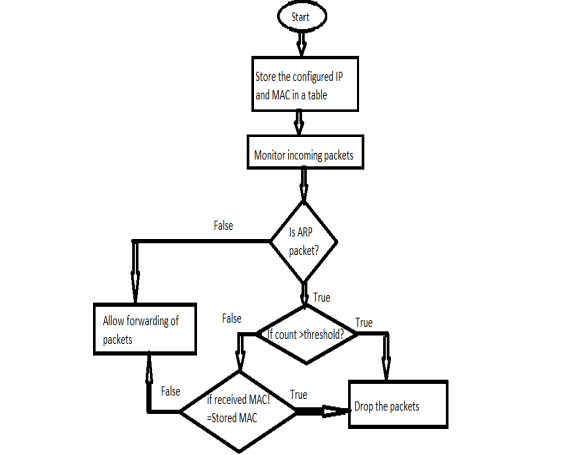 Start
Store the configured IP
and MAC in a table
Monitor incoming packets
Is ARP
packet?
False
True
Allow forwarding of
packets
False
If count >threshold?
True
False
if received MAC!
=Stored MAC
True
Drop the packets